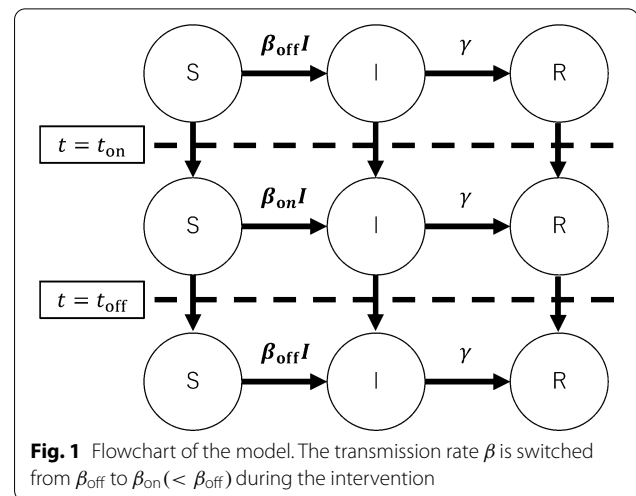 β_off I γ
S I R
t = t_on
β_on I γ
S I R
t = t_off
β_off I γ
S I R
Fig. 1 Flowchart of the model. The transmission rate β is switched
from β_off to β_on (< β_off) during the intervention